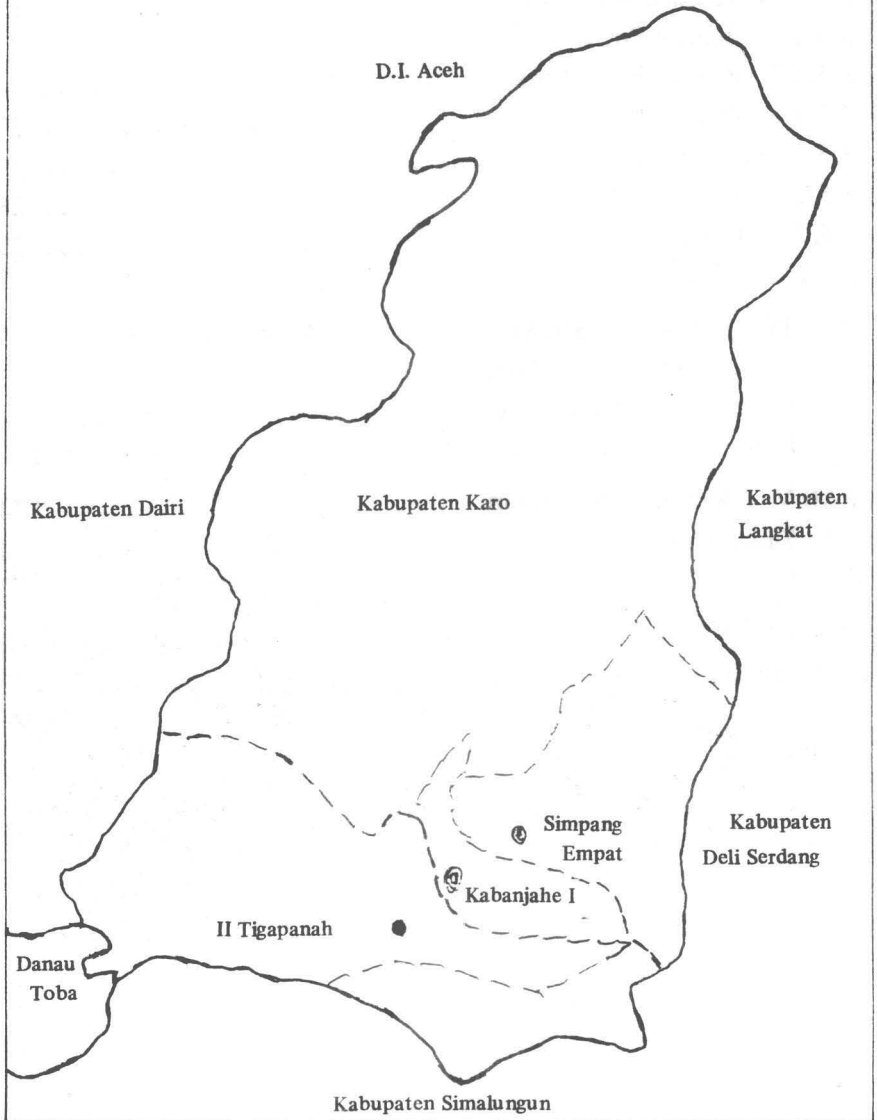 D.I. Aceh
Kabupaten Dairi
Kabupaten Karo
Kabupaten
Langkat
Simpang
Empat
Kabupaten
Deli Serdang
Kabanjahe I
II Tigapanah
Danau
Toba
Kabupaten Simalungun